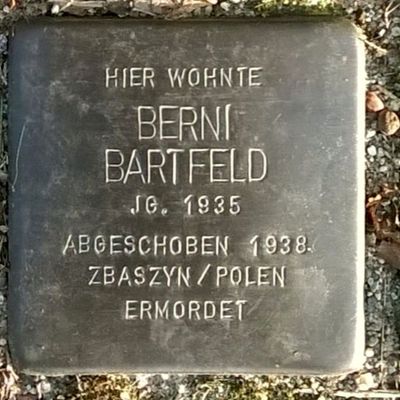 HIER WOHNTE
BERNI
BARTFELD
JG. 1935
ABGESCHOBEN 1938
ZBASZYN/POLEN
ERMORDET